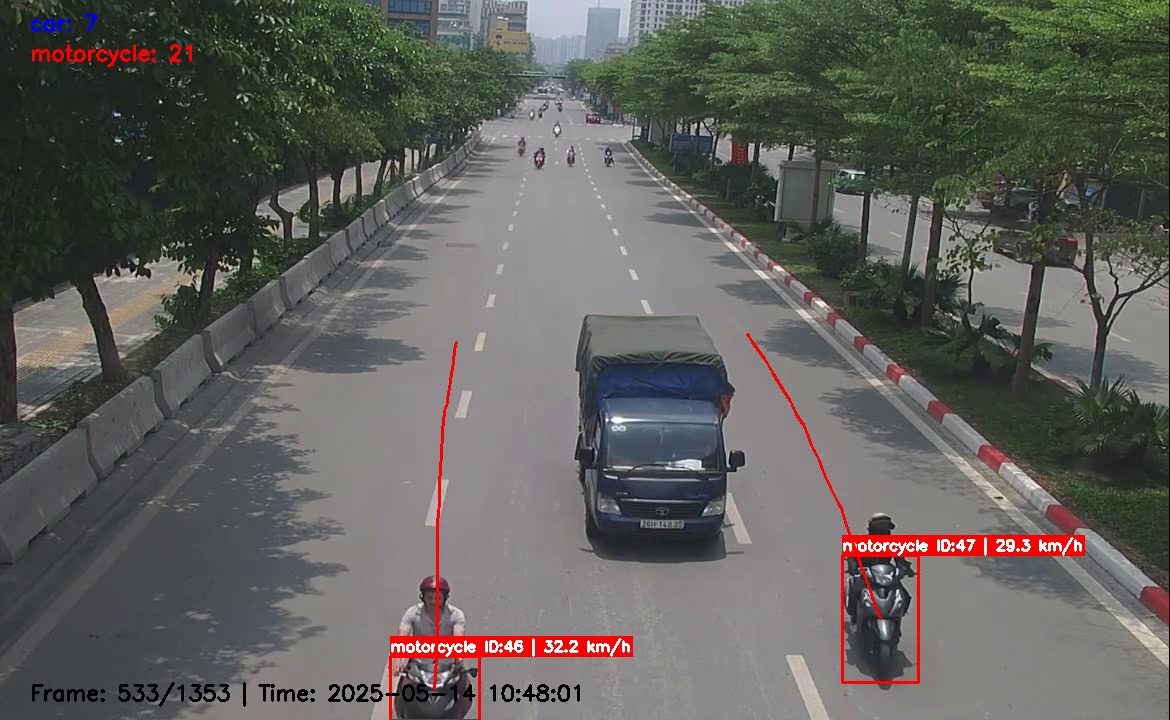 car: 7
motorcycle: 21
motorcycle ID:47 | 29.3 km/h
motorcycle ID:46 | 32.2 km/h
Frame: 533/1353 | Time: 2025-05-14 10:48:01